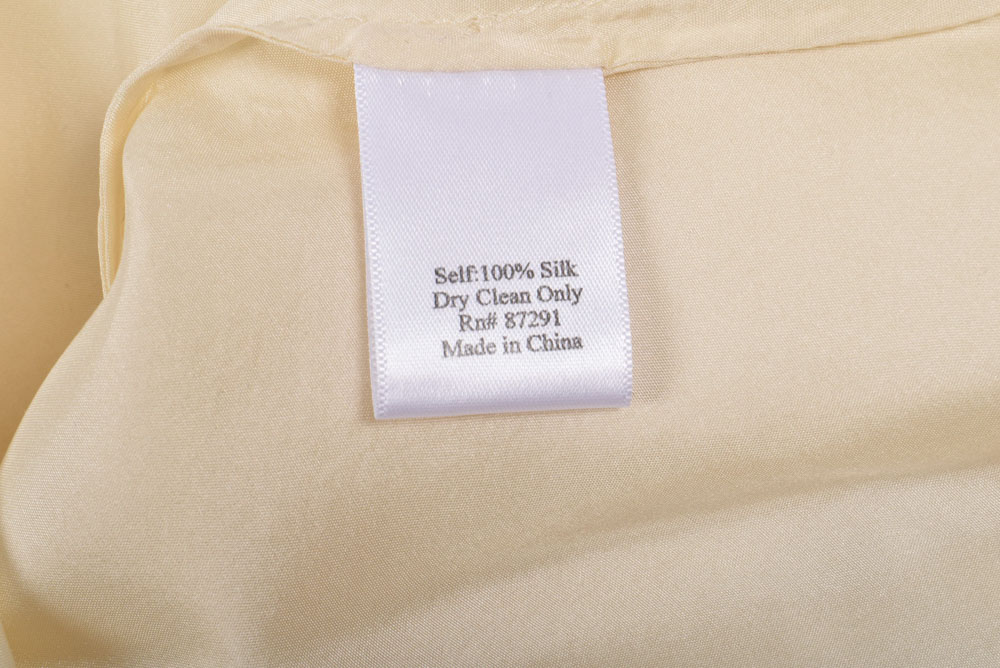 Self:100% Silk
Dry Clean Only
Rn# 87291
Made in China